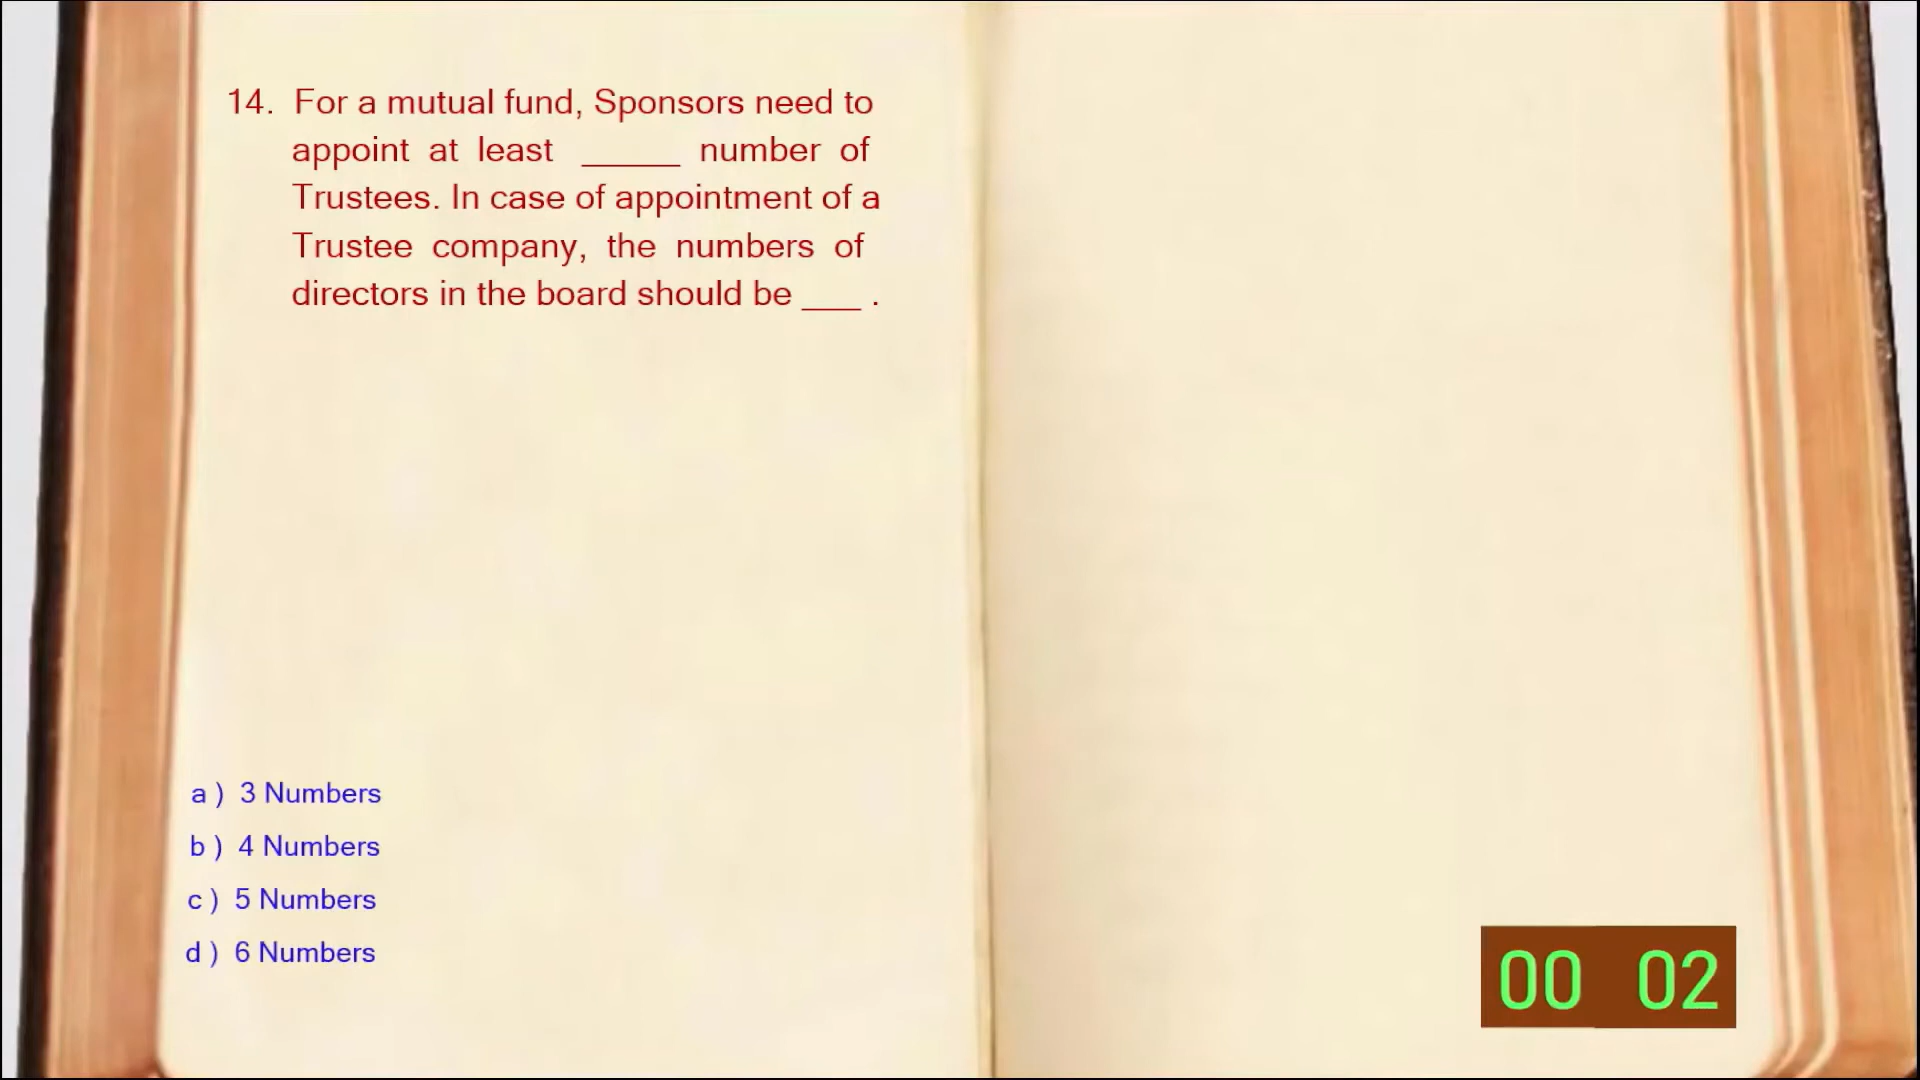 14. For a mutual fund, Sponsors need to
appoint at least _____ number of
Trustees. In case of appointment of a
Trustee company, the numbers of
directors in the board should be ___ .
a ) 3 Numbers
b ) 4 Numbers
c ) 5 Numbers
d ) 6 Numbers
00 02